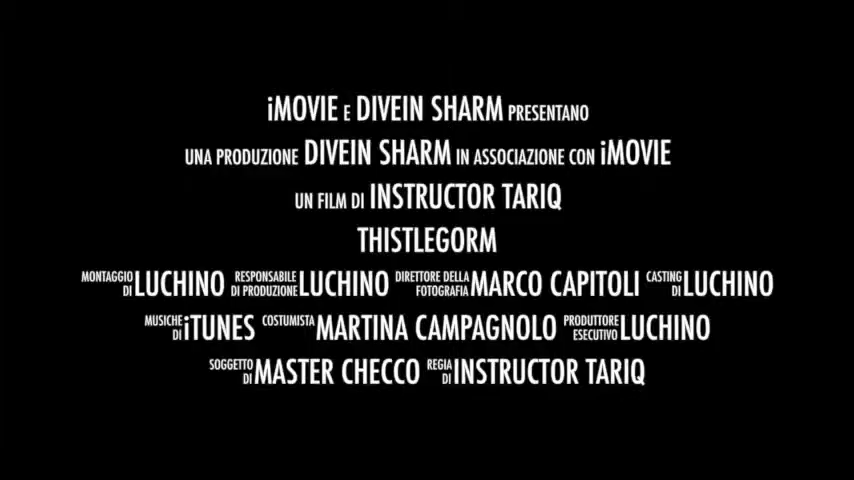 iMOVIE E DIVEIN SHARM PRESENTANO
UNA PRODUZIONE DIVEIN SHARM IN ASSOCIAZIONE CON iMOVIE
UN FILM DI INSTRUCTOR TARIQ
THISTLEGORM
MONTAGGIO DI LUCHINO RESPONSABILE DI PRODUZIONE LUCHINO DIRETTORE DELLA FOTOGRAFIA MARCO CAPITOLI CASTING DI LUCHINO
MUSICHE DI iTUNES COSTUMISTA MARTINA CAMPAGNOLO PRODUTTORE ESECUTIVO LUCHINO
SOGGETTO DI MASTER CHECCO REGIA DI INSTRUCTOR TARIQ